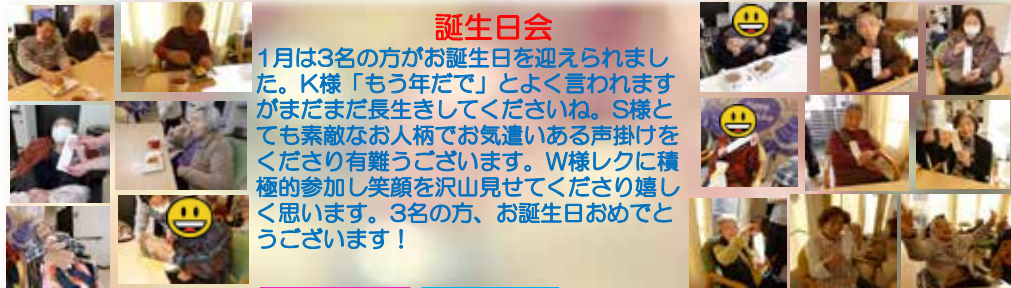 誕生日会
1月は3名の方がお誕生日を迎えられまし
た。K様「もう年だで」とよく言われます
がまだまだ長生きしてくださいね。S様と
ても素敵なお人柄でお気遣いある声掛けを
くださり有難うございます。W様レクに積
極的参加し笑顔を沢山見せてくださり嬉し
く思います。3名の方、お誕生日おめでと
うございます！